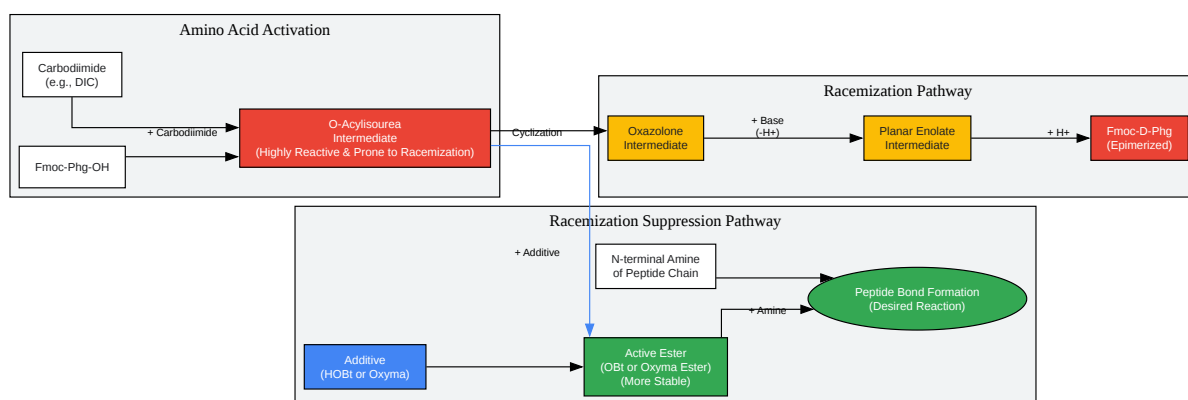 Amino Acid Activation
Carbodiimide
(e.g., DIC)
+ Carbodiimide
Fmoc-Phg-OH
O-Acylisourea
Intermediate
(Highly Reactive & Prone to Racemization)
Cyclization
Racemization Pathway
Oxazolone
Intermediate
+ Base
(-H+)
Planar Enolate
Intermediate
+ H+
Fmoc-D-Phg
(Epimerized)
Racemization Suppression Pathway
+ Additive
N-terminal Amine
of Peptide Chain
Peptide Bond Formation
(Desired Reaction)
+ Amine
Additive
(HOBt or Oxyma)
Active Ester
(OBt or Oxyma Ester)
(More Stable)